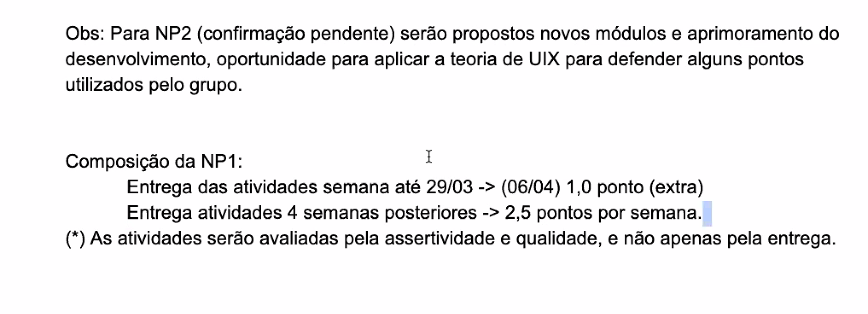 Obs: Para NP2 (confirmação pendente) serão propostos novos módulos e aprimoramento do
desenvolvimento, oportunidade para aplicar a teoria de UIX para defender alguns pontos
utilizados pelo grupo.
Composição da NP1:
Entrega das atividades semana até 29/03 -> (06/04) 1,0 ponto (extra)
Entrega atividades 4 semanas posteriores -> 2,5 pontos por semana.
(*) As atividades serão avaliadas pela assertividade e qualidade, e não apenas pela entrega.